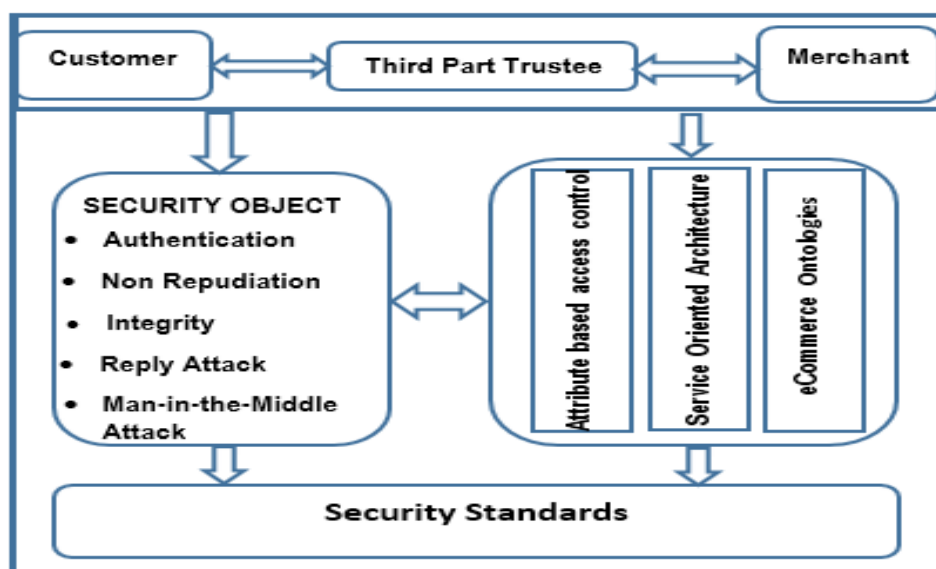 Customer
Third Part Trustee
Merchant
SECURITY OBJECT
• Authentication
• Non Repudiation
• Integrity
• Reply Attack
• Man-in-the-Middle
Attack
Attribute based access control
Service Oriented Architecture
eCommerce Ontologies
Security Standards